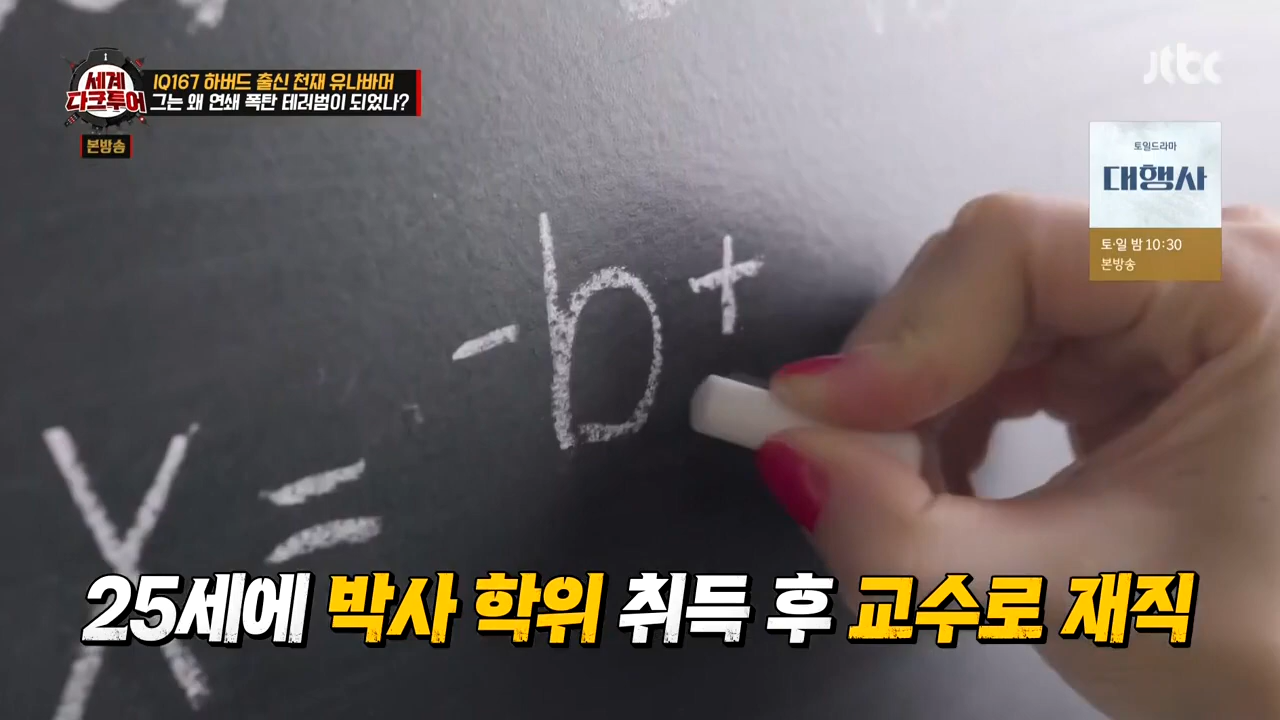 세계
다크투어
본방송
IQ167 하버드 출신 천재 유나바머
그는 왜 연쇄 폭탄 테러범이 되었나?
jtbc
토일드라마
대행사
토·일 밤 10:30
본방송
x = -b+
25세에 박사 학위 취득 후 교수로 재직